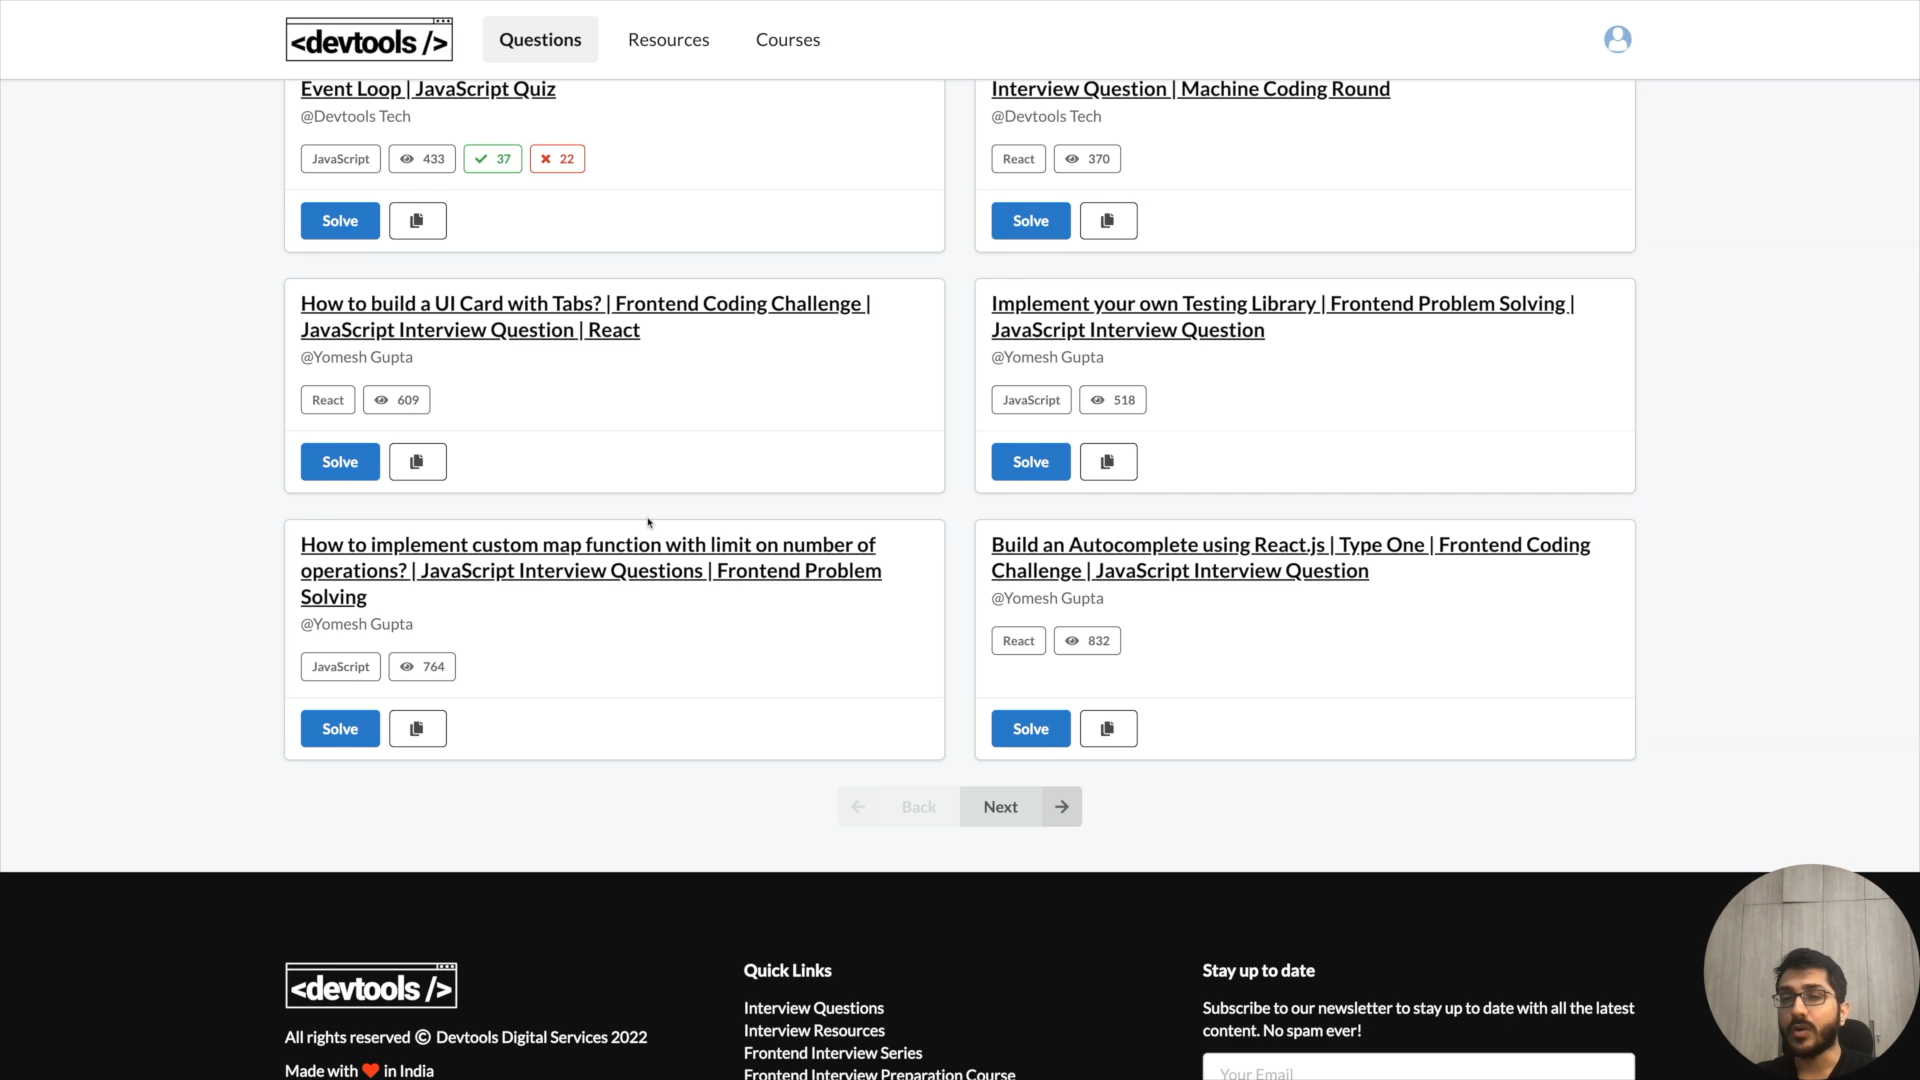 <devtools />
Questions
Resources
Courses
Event Loop | JavaScript Quiz
@Devtools Tech
JavaScript
433
37
22
Solve
Interview Question | Machine Coding Round
@Devtools Tech
React
370
Solve
How to build a UI Card with Tabs? | Frontend Coding Challenge |
JavaScript Interview Question | React
@Yomesh Gupta
React
609
Solve
Implement your own Testing Library | Frontend Problem Solving |
JavaScript Interview Question
@Yomesh Gupta
JavaScript
518
Solve
How to implement custom map function with limit on number of
operations? | JavaScript Interview Questions | Frontend Problem
Solving
@Yomesh Gupta
JavaScript
764
Solve
Build an Autocomplete using React.js | Type One | Frontend Coding
Challenge | JavaScript Interview Question
@Yomesh Gupta
React
832
Solve
Back
Next
<devtools />
All rights reserved © Devtools Digital Services 2022
Made with ❤ in India
Quick Links
Interview Questions
Interview Resources
Frontend Interview Series
Frontend Interview Preparation Course
Stay up to date
Subscribe to our newsletter to stay up to date with all the latest
content. No spam ever!
Your Email